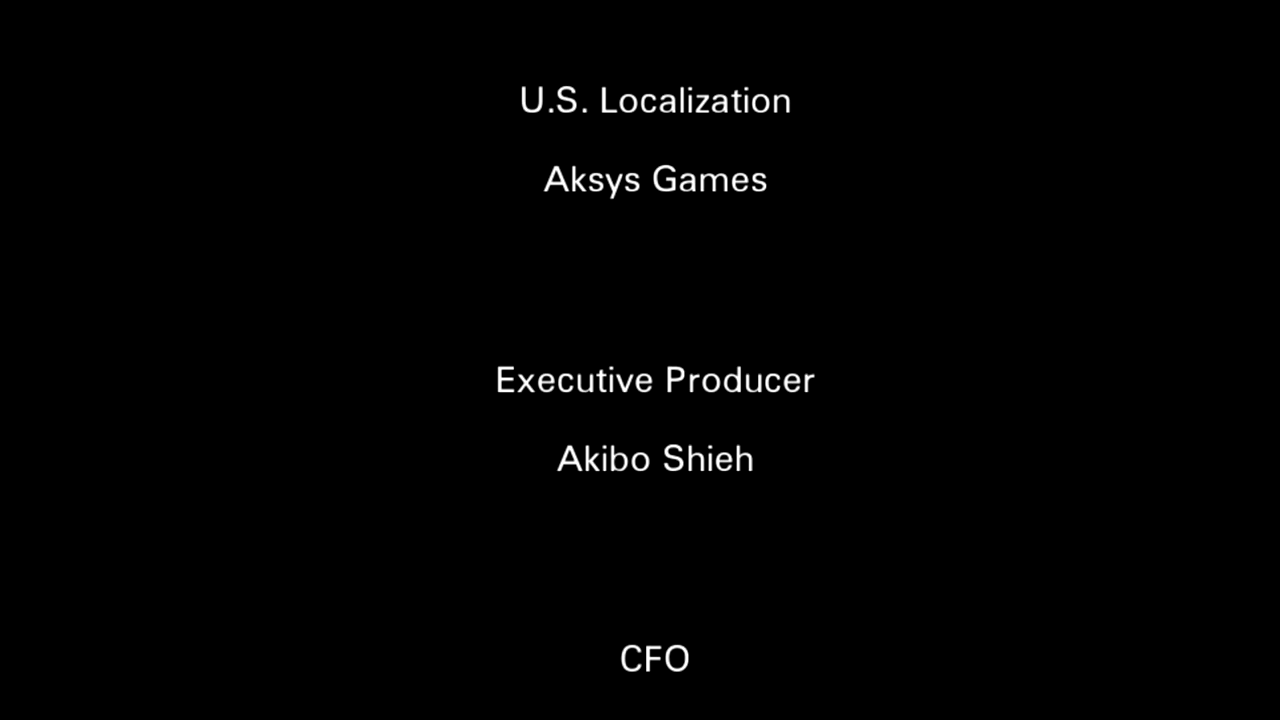 U.S. Localization
Aksys Games
Executive Producer
Akibo Shieh
CFO